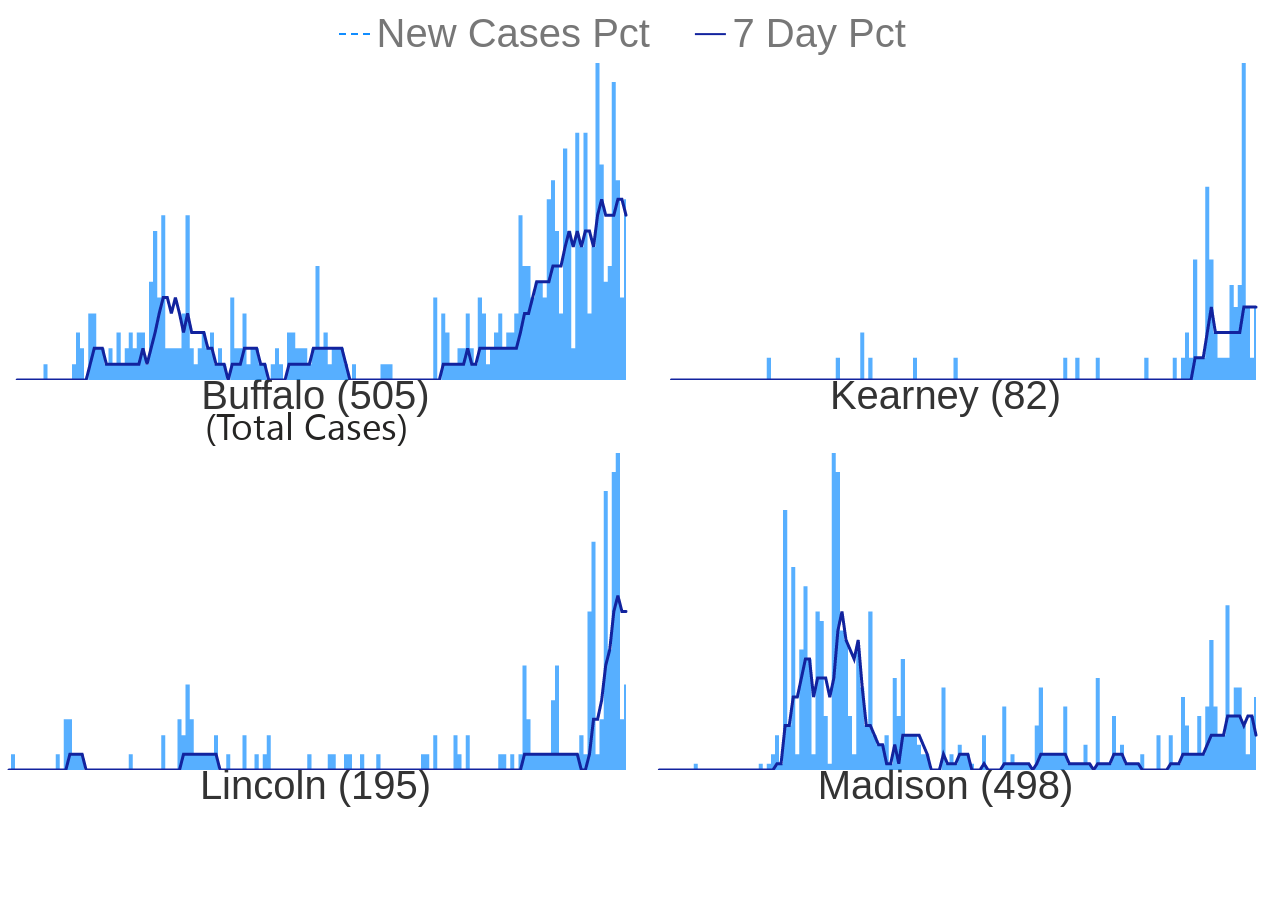 New Cases Pct 7 Day Pct
Buffalo (505)
(Total Cases)
Kearney (82)
Lincoln (195)
Madison (498)